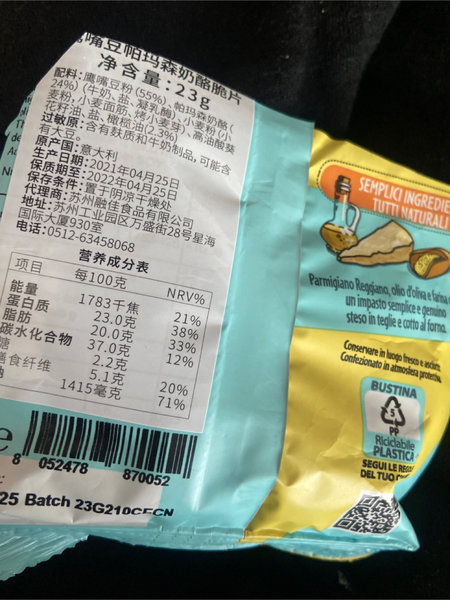 嘴豆帕玛森奶酪脆片
净含量:23g
配料:鹰嘴豆粉 (55%)、帕玛森奶酪(
24%) (牛奶、盐、凝乳酶)、小麦粉 (小
麦粉, 小麦面筋, 烤小麦芽)、高油酸葵
花籽油、盐、橄榄油(2.3%)
过敏原:含有麸质和牛奶制品,可能含
有大豆。
原产国:意大利
生产日期:2021年04月25日
保质期至:2022年04月25日
保存条件:置于阴凉干燥处
代理商:苏州融佳食品有限公司
地址:苏州工业园区万盛街28号星海
国际大厦930室
电话:0512-63458068
营养成分表
项目 每100克 NRV%
能量 1783千焦 21%
蛋白质 23.0克 38%
脂肪 20.0克 33%
碳水化合物 37.0克 12%
糖 2.2克
膳食纤维 5.1克 20%
钠 1415毫克 71%
8 052478 870052
25 Batch 23G210CECN
SEMPLICI INGREDIE
TUTTI NATURALI
Parmigiano Reggiano, olio d'oliva e farina
un impasto semplice e genuino
steso in teglie e cotto al forno.
Conservare in luogo fresco e asciutto.
Confezionato in atmosfera protettiva.
BUSTINA
5
PP
Riciclabile
PLASTICA
SEGUI LE REGO
DEL TUO